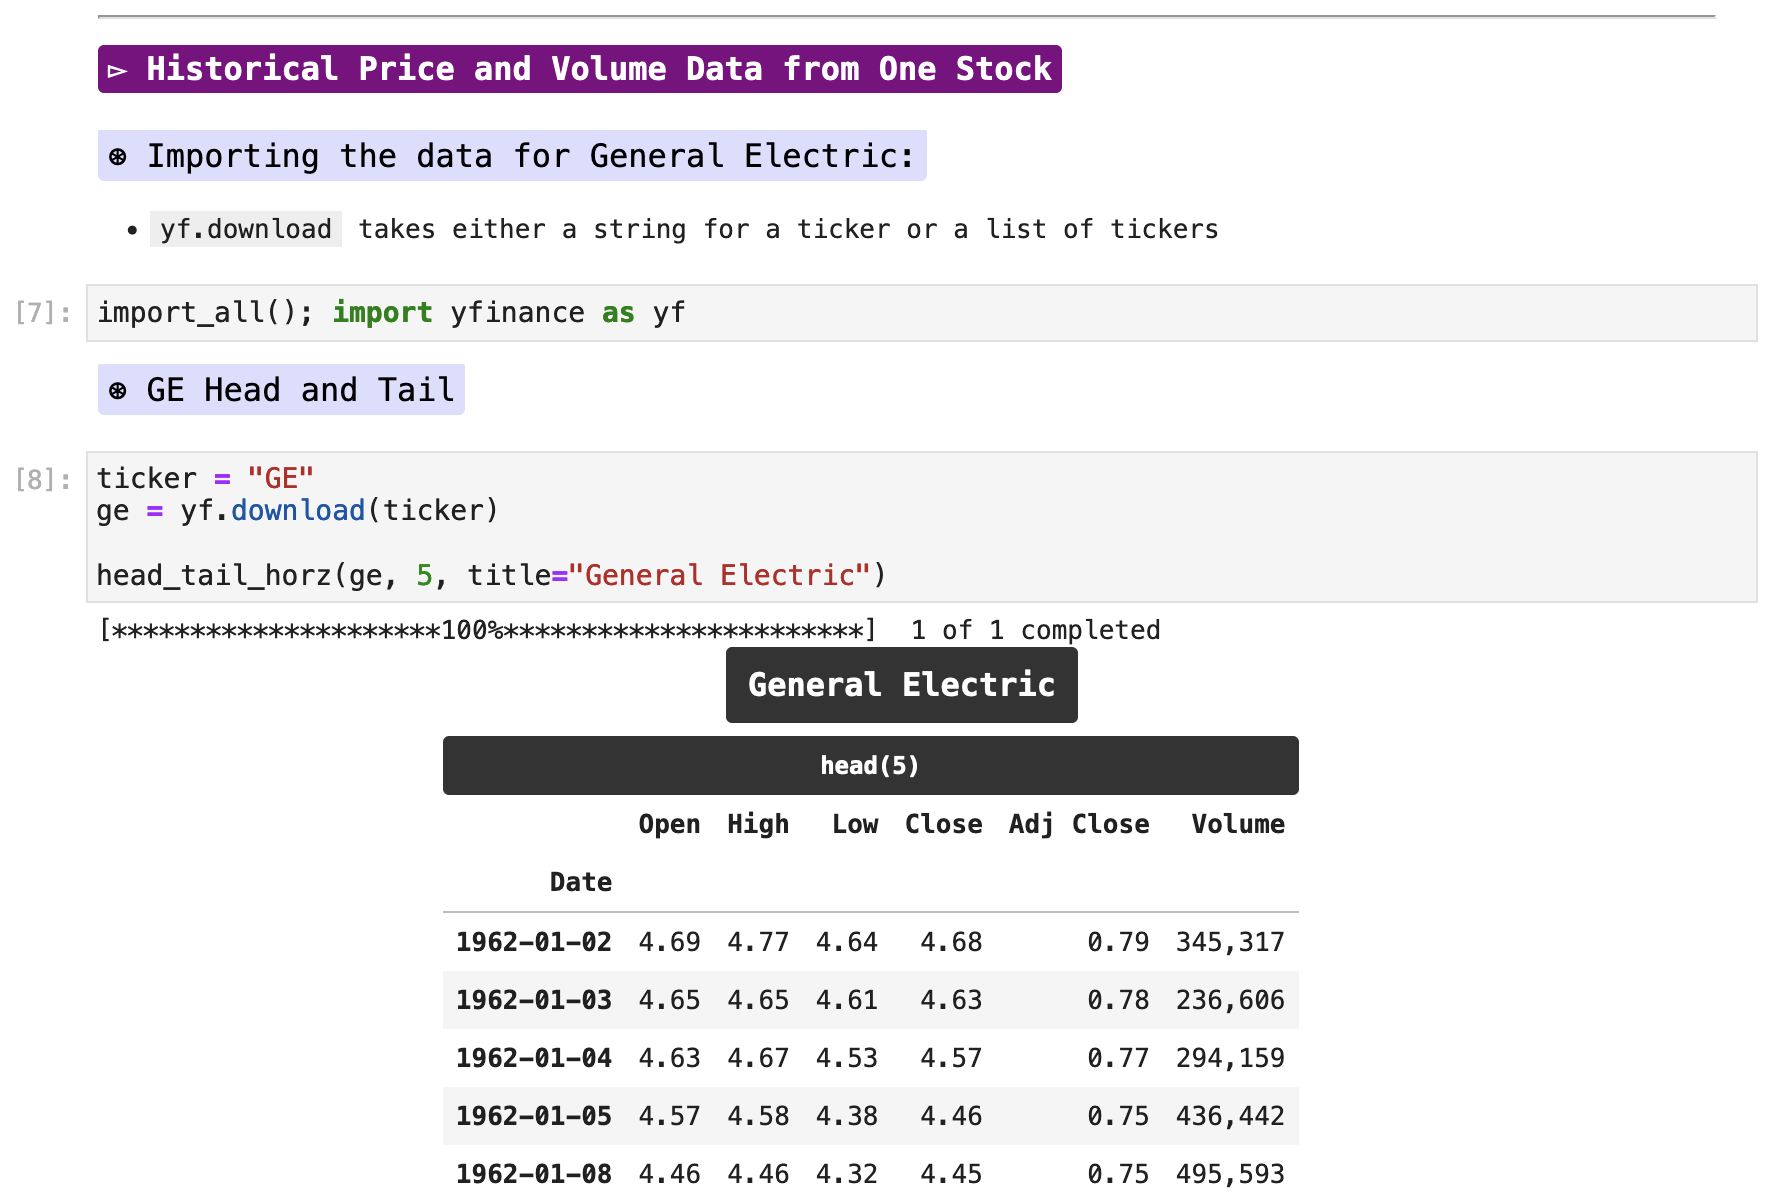 ▻ Historical Price and Volume Data from One Stock
⊛ Importing the data for General Electric:
• yf.download takes either a string for a ticker or a list of tickers
[7]: import_all(); import yfinance as yf
⊛ GE Head and Tail
[8]: ticker = "GE"
ge = yf.download(ticker)
head_tail_horz(ge, 5, title="General Electric")
[*********************100%***********************]  1 of 1 completed
General Electric
head(5)
Open High Low Close Adj Close Volume
Date
1962-01-02 4.69 4.77 4.64 4.68 0.79 345,317
1962-01-03 4.65 4.65 4.61 4.63 0.78 236,606
1962-01-04 4.63 4.67 4.53 4.57 0.77 294,159
1962-01-05 4.57 4.58 4.38 4.46 0.75 436,442
1962-01-08 4.46 4.46 4.32 4.45 0.75 495,593